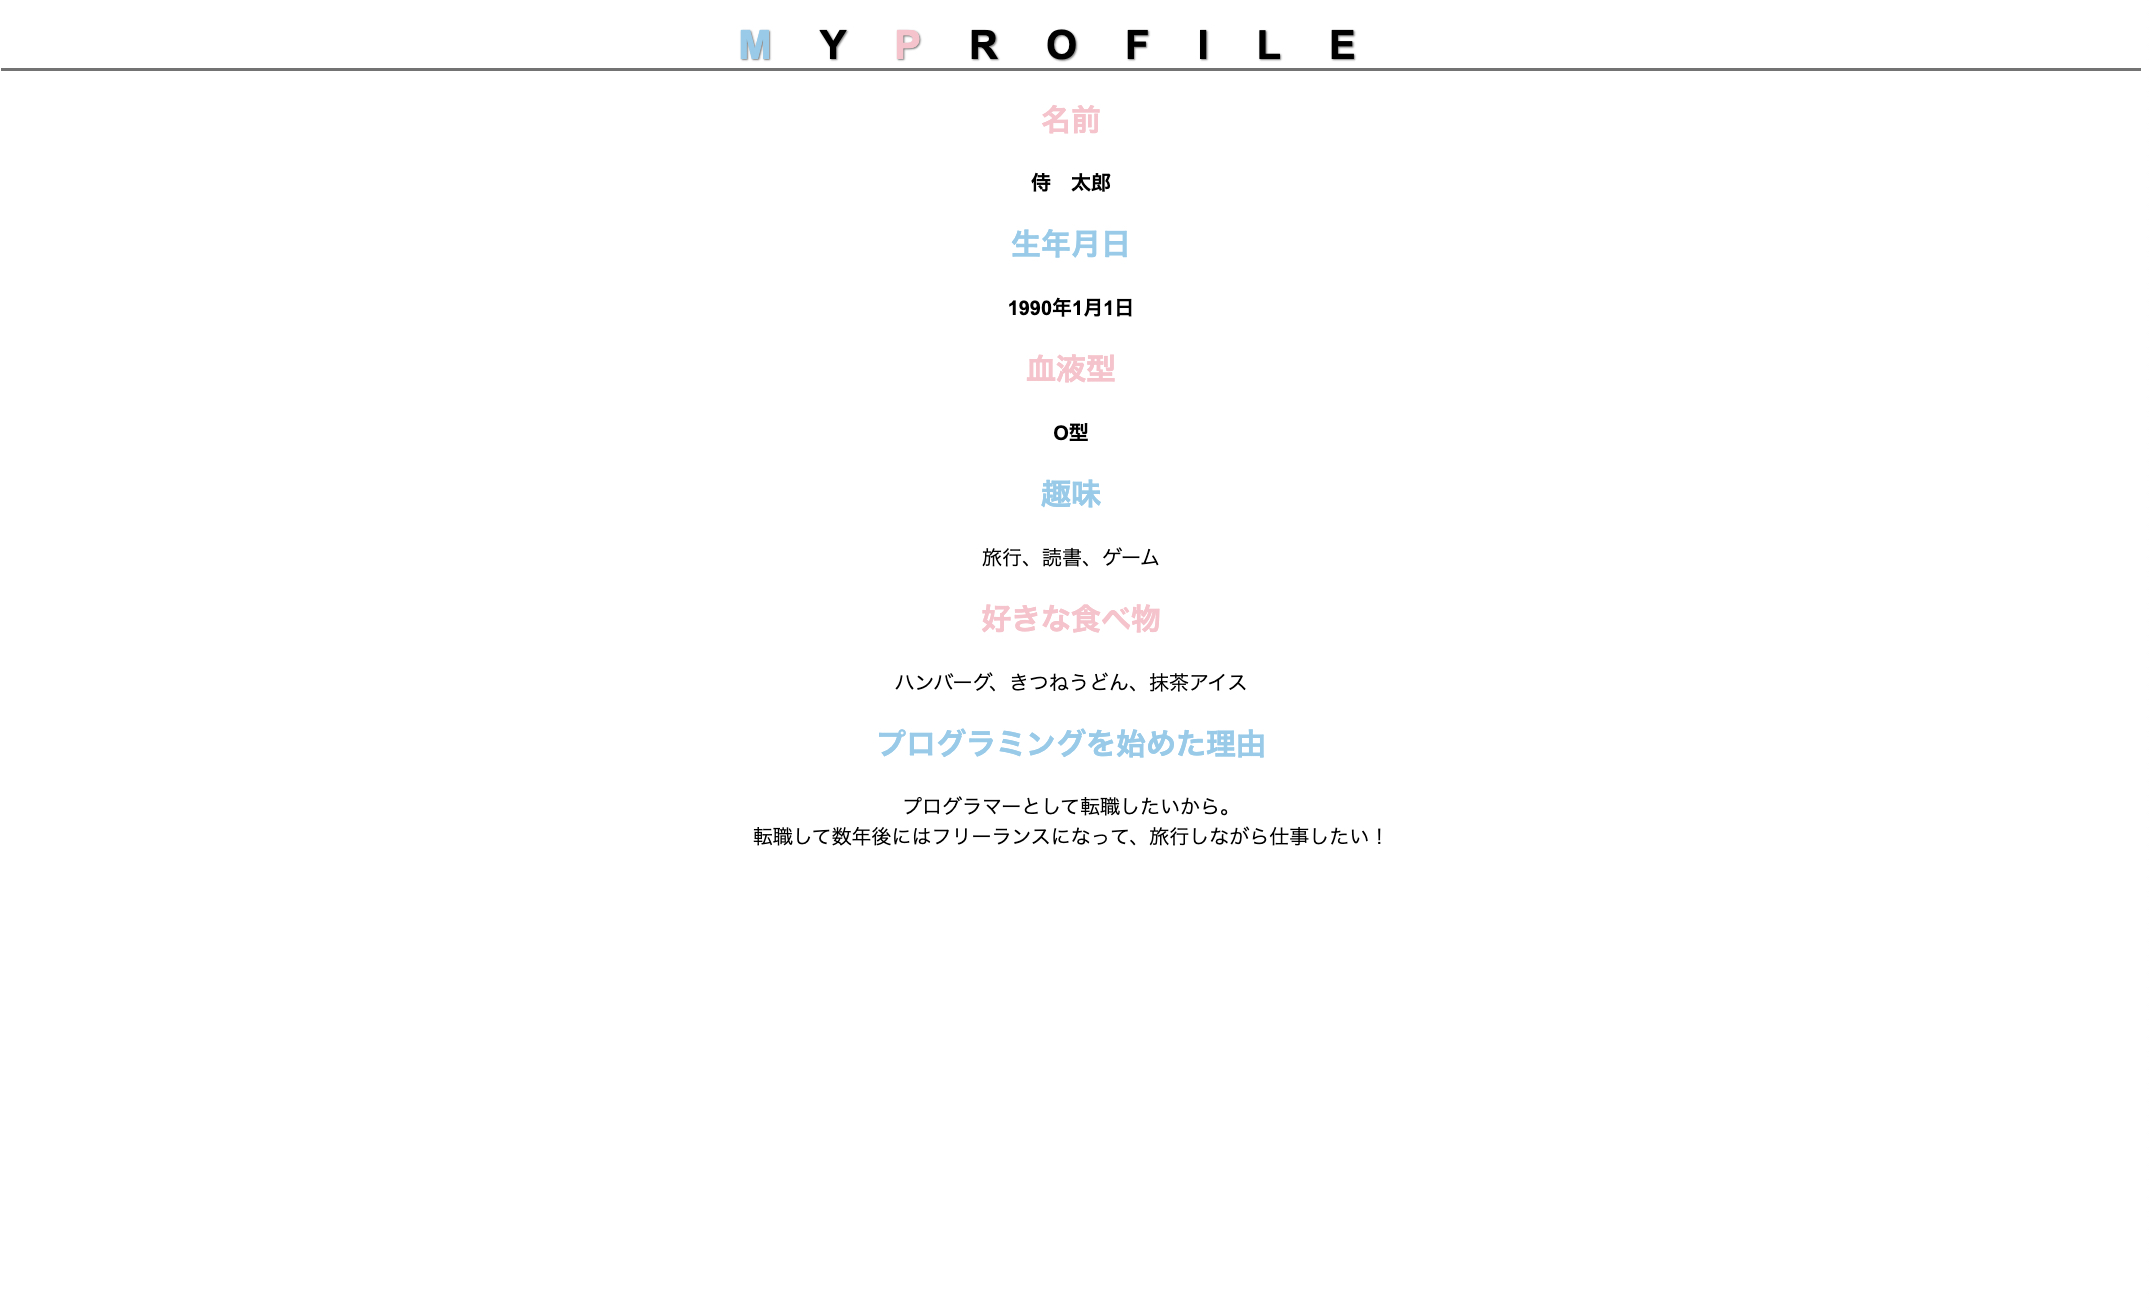 MYPROFILE
名前
侍　太郎
生年月日
1990年1月1日
血液型
O型
趣味
旅行、読書、ゲーム
好きな食べ物
ハンバーグ、きつねうどん、抹茶アイス
プログラミングを始めた理由
プログラマーとして転職したいから。
転職して数年後にはフリーランスになって、旅行しながら仕事したい！